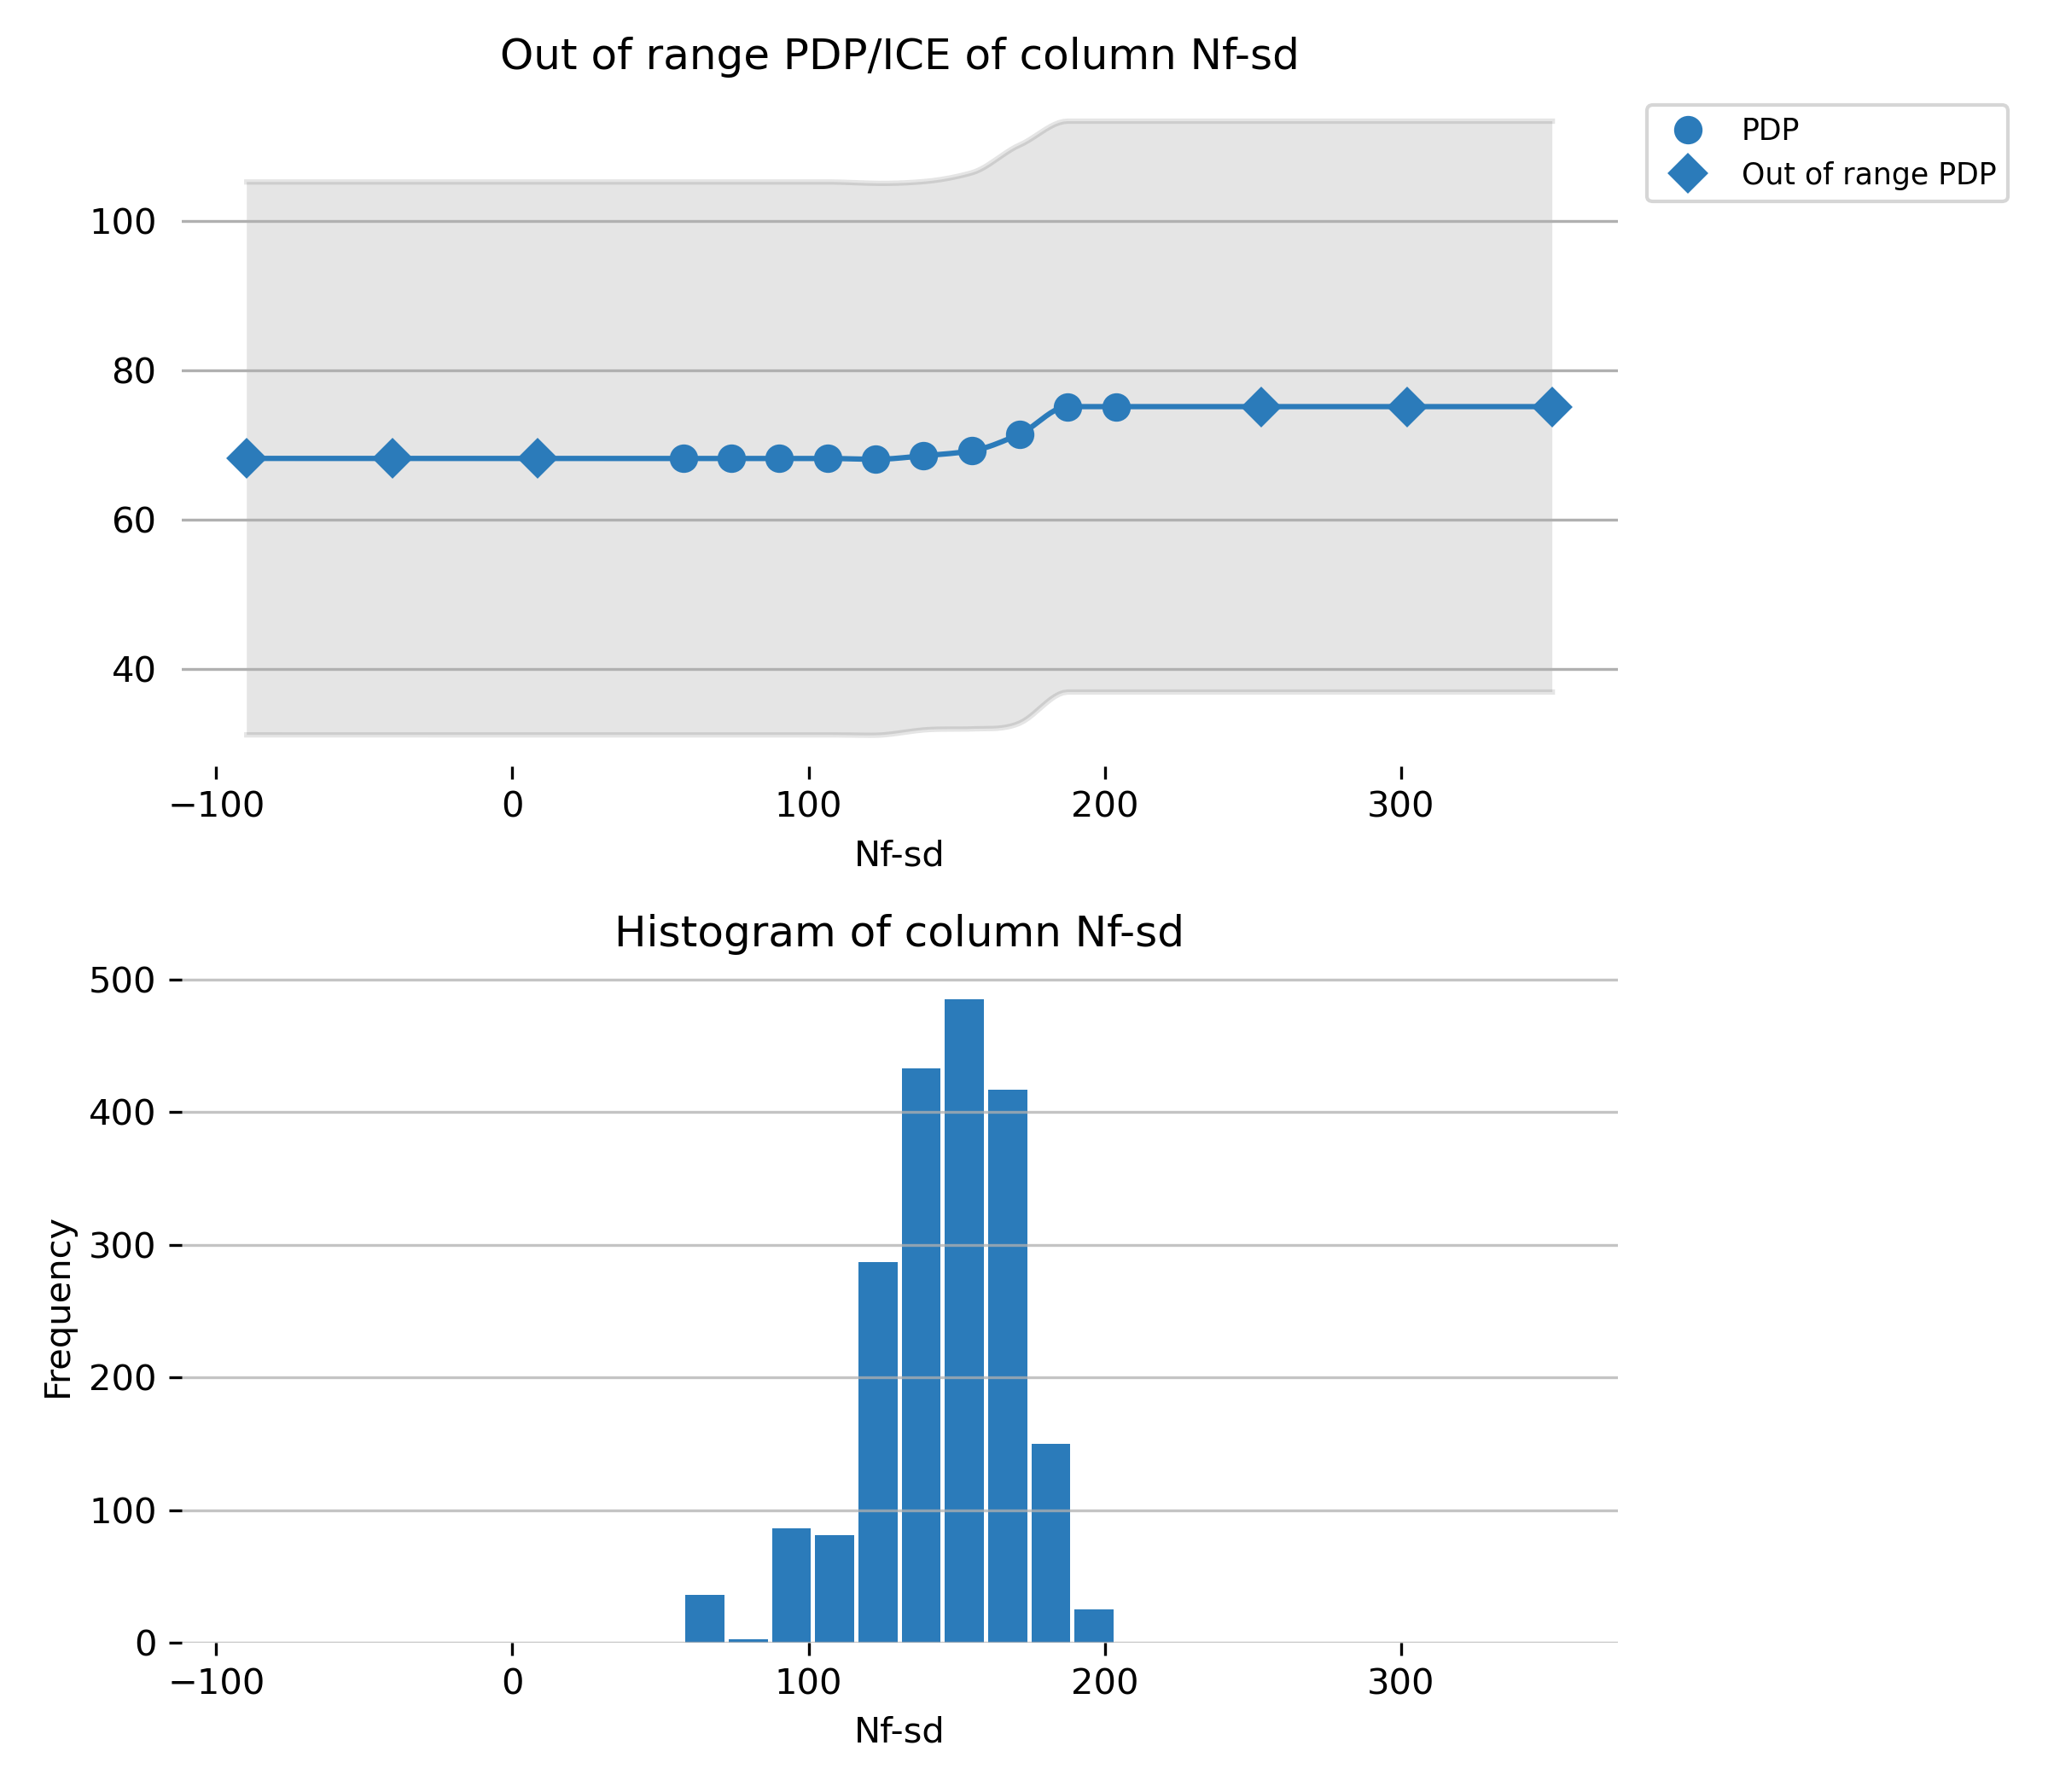 Out of range PDP/ICE of column Nf-sd
PDP
Out of range PDP
100
80
60
40
−100 0 100 200 300
Nf-sd
Histogram of column Nf-sd
500
400
300
200
100
0
Frequency
−100 0 100 200 300
Nf-sd